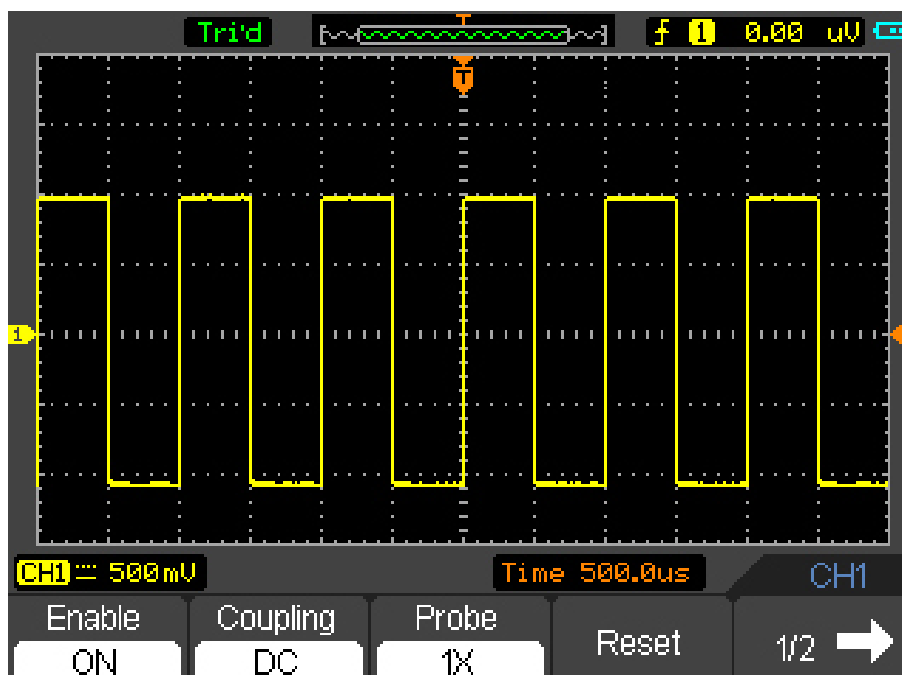 Tri'd T 1 0.00 uV
T
1
CH1 500mV Time 500.0us CH1
Enable Coupling Probe Reset 1/2
ON DC 1X